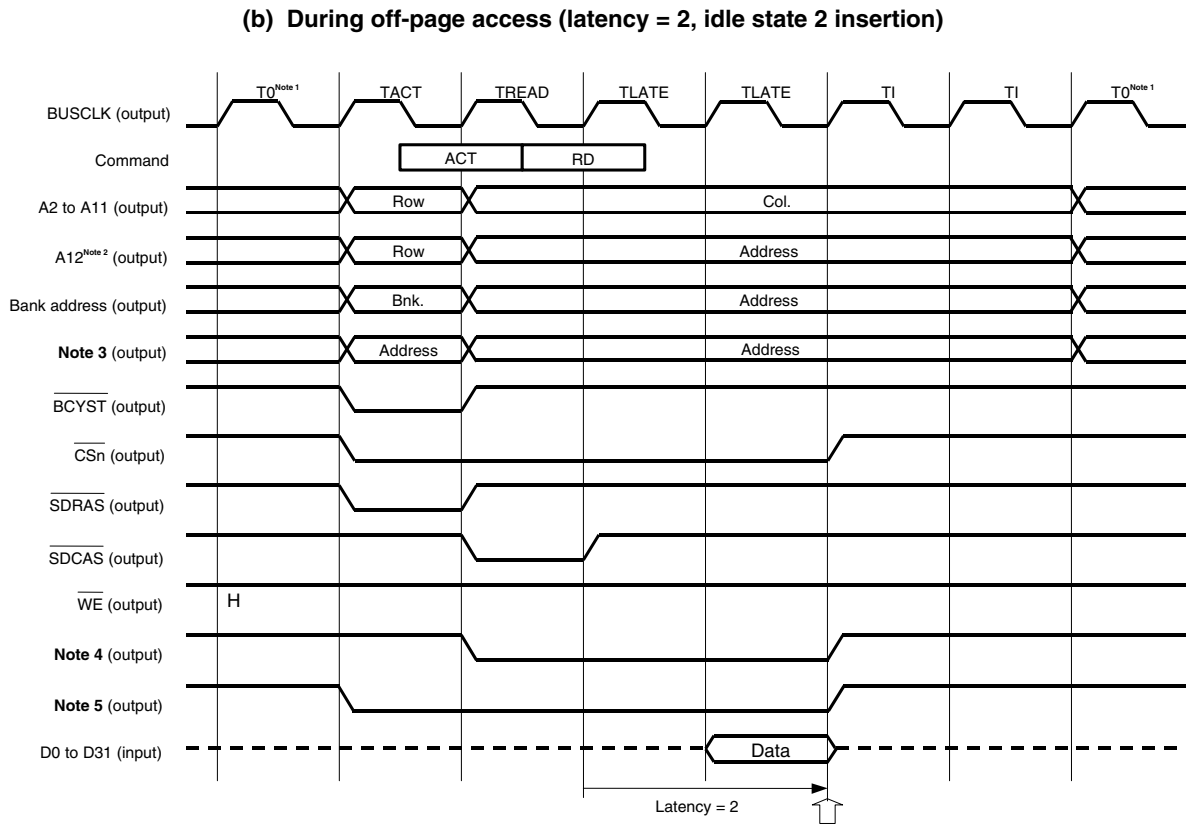 (b) During off-page access (latency = 2, idle state 2 insertion)
T0Note 1 TACT TREAD TLATE TLATE TI TI T0Note 1
BUSCLK (output)
Command ACT RD
A2 to A11 (output) Row Col.
A12Note 2 (output) Row Address
Bank address (output) Bnk. Address
Note 3 (output) Address Address
BCYST (output)
CSn (output)
SDRAS (output)
SDCAS (output)
WE (output) H
Note 4 (output)
Note 5 (output)
D0 to D31 (input) Data
Latency = 2